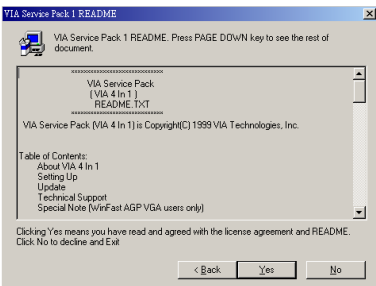 VIA Service Pack 1 README
VIA Service Pack 1 README. Press PAGE DOWN key to see the rest of
document.
xxxxxxxxxxxxxxxxxxxxxxxxxxxxx
VIA Service Pack
( VIA 4 In 1 )
README.TXT
xxxxxxxxxxxxxxxxxxxxxxxxxxxxx
VIA Service Pack (VIA 4 in 1) is Copyright(C) 1999 VIA Technologies, Inc.
Table of Contents:
About VIA 4 In 1
Setting Up
Update
Technical Support
Special Note (WinFast AGP VGA users only)
Clicking Yes means you have read and agreed with the license agreement and README.
Click No to decline and Exit
< Back
Yes
No